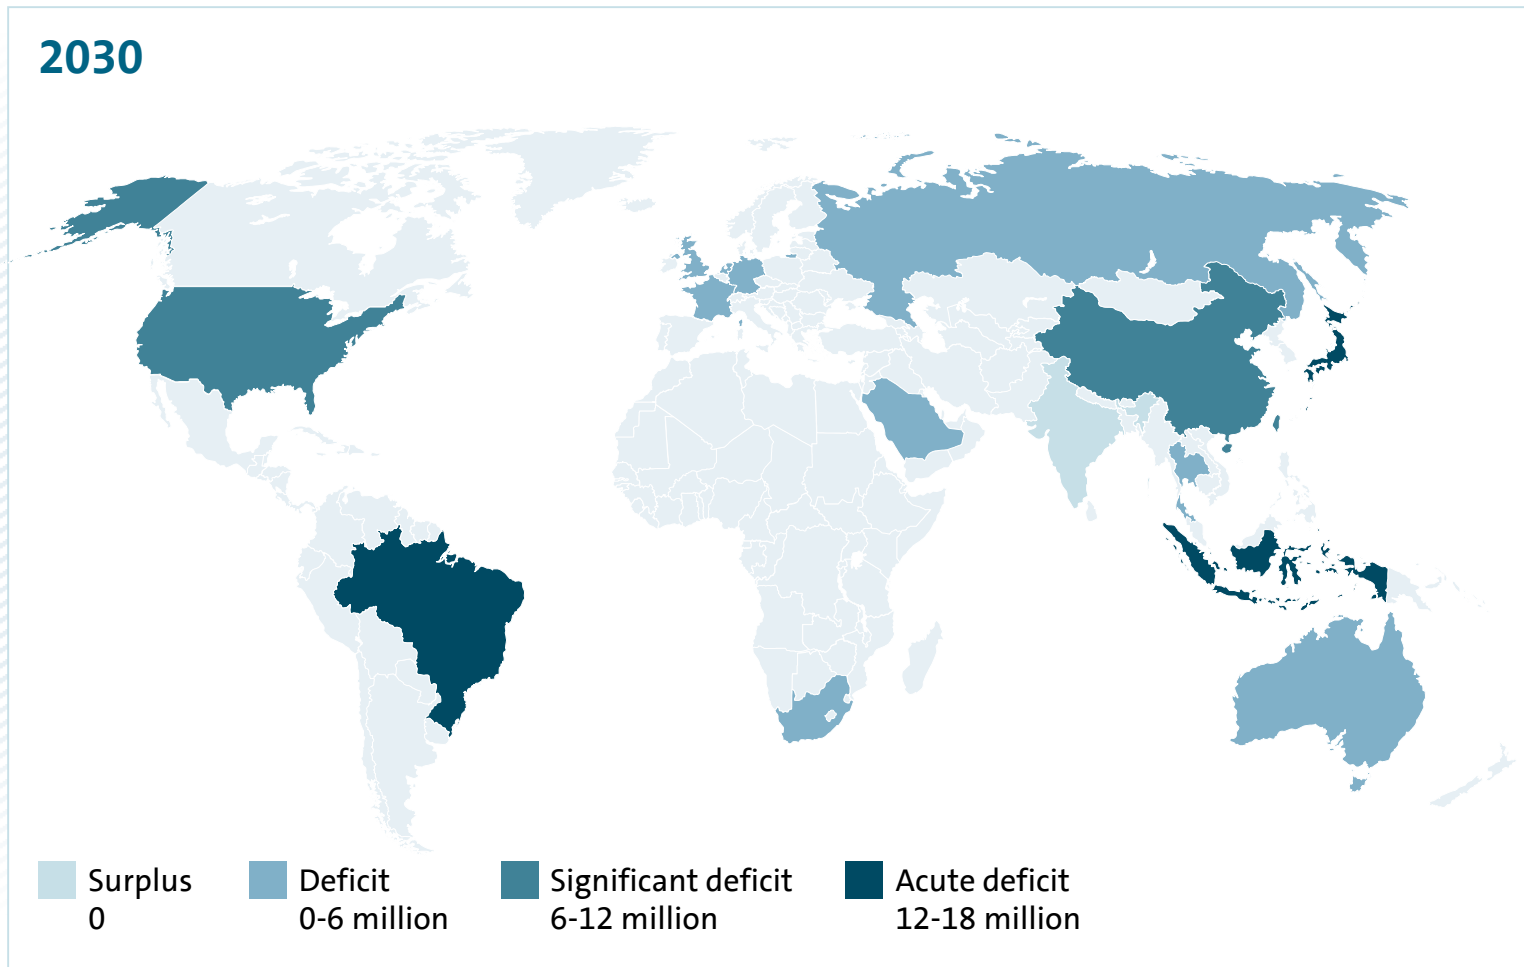 2030
Surplus
0
Deficit
0-6 million
Significant deficit
6-12 million
Acute deficit
12-18 million